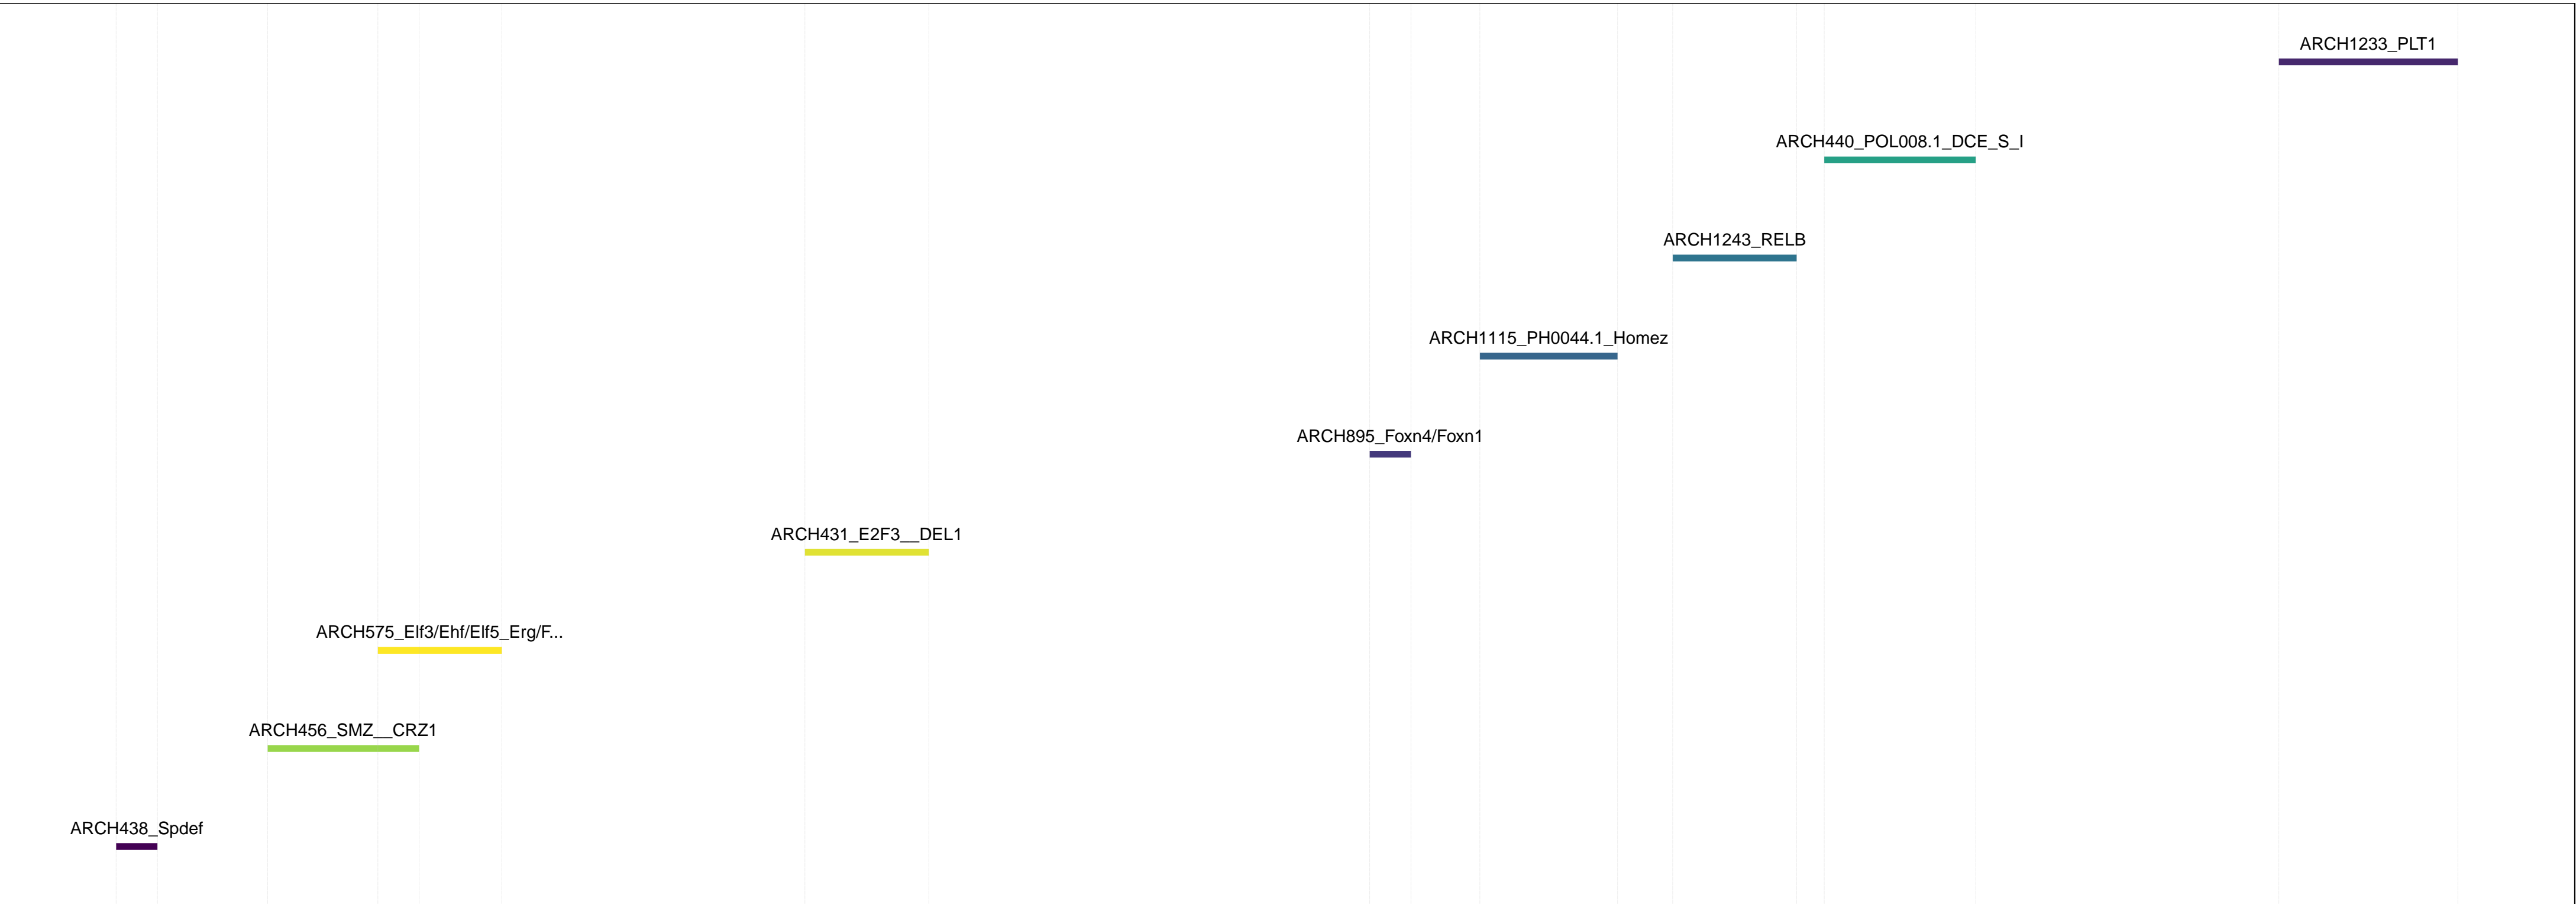 ARCH1233_PLT1
ARCH440_POL008.1_DCE_S_I
ARCH1243_RELB
ARCH1115_PH0044.1_Homez
ARCH895_Foxn4/Foxn1
ARCH431_E2F3__DEL1
ARCH575_Elf3/Ehf/Elf5_Erg/F...
ARCH456_SMZ__CRZ1
ARCH438_Spdef